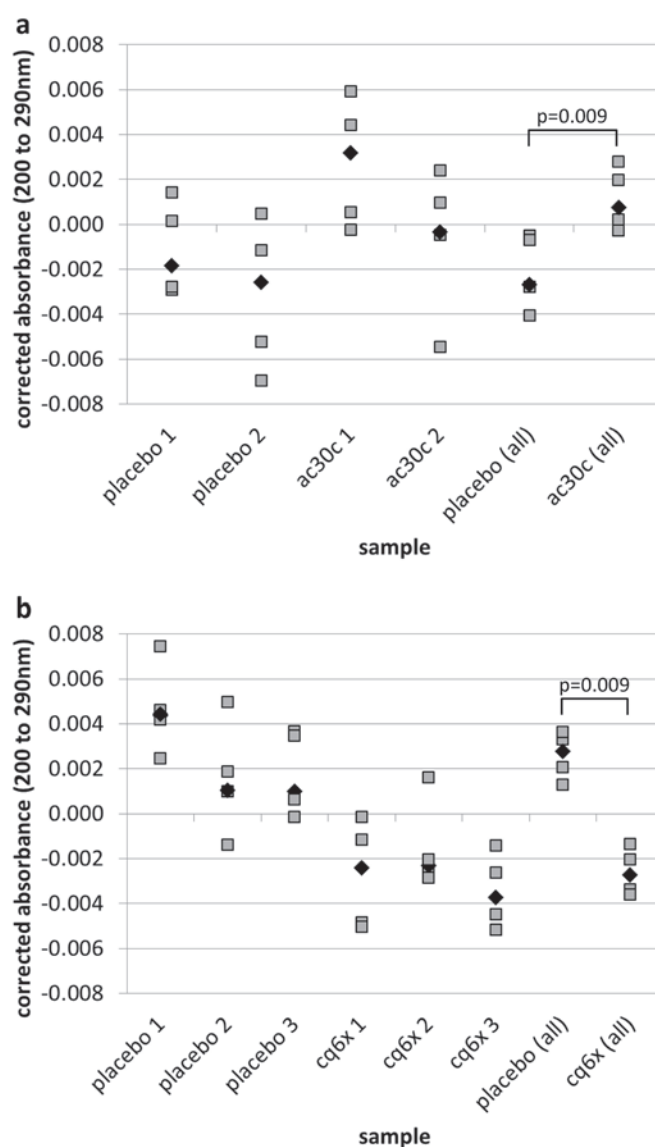 a
0.008
0.006
0.004
0.002
0.000
-0.002
-0.004
-0.006
-0.008
corrected absorbance (200 to 290nm)
p=0.009
placebo 1
placebo 2
ac30c 1
ac30c 2
placebo (all)
ac30c (all)
sample
b
0.008
0.006
0.004
0.002
0.000
-0.002
-0.004
-0.006
-0.008
corrected absorbance (200 to 290nm)
p=0.009
placebo 1
placebo 2
placebo 3
cq6x 1
cq6x 2
cq6x 3
placebo (all)
cq6x (all)
sample